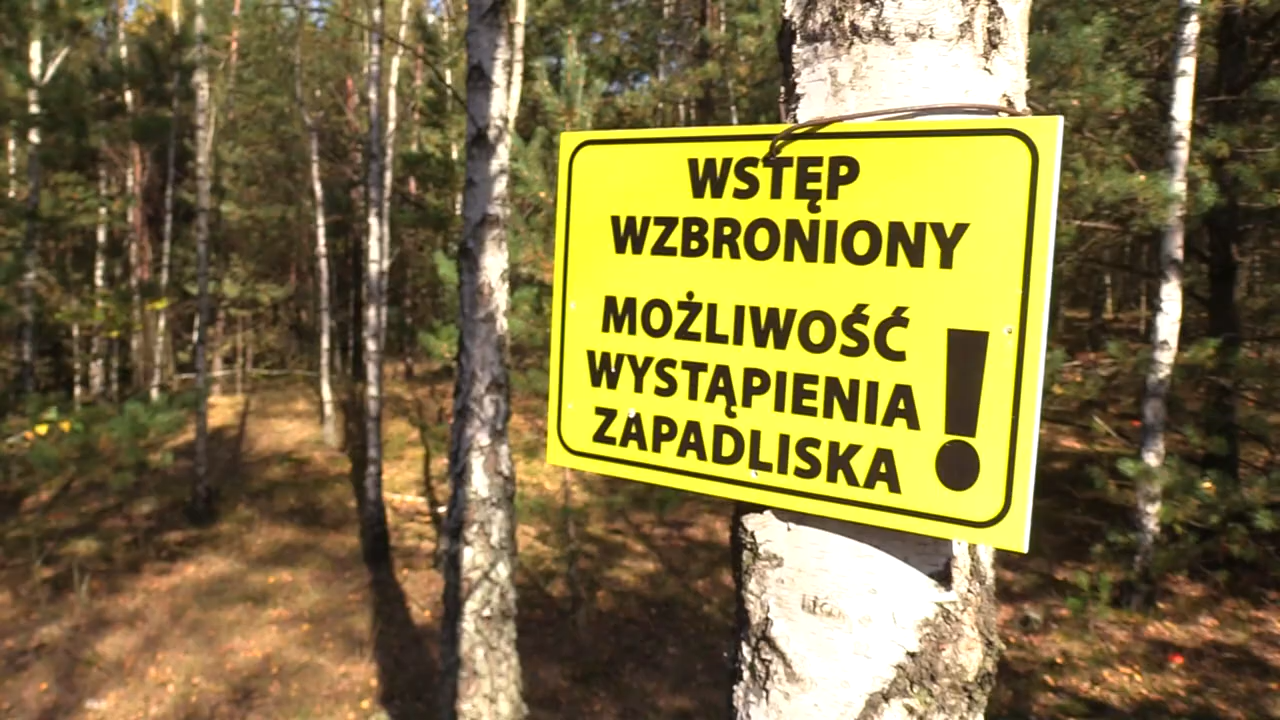 WSTĘP
WZBRONIONY
MOŻLIWOŚĆ
WYSTĄPIENIA
ZAPADLISKA
!